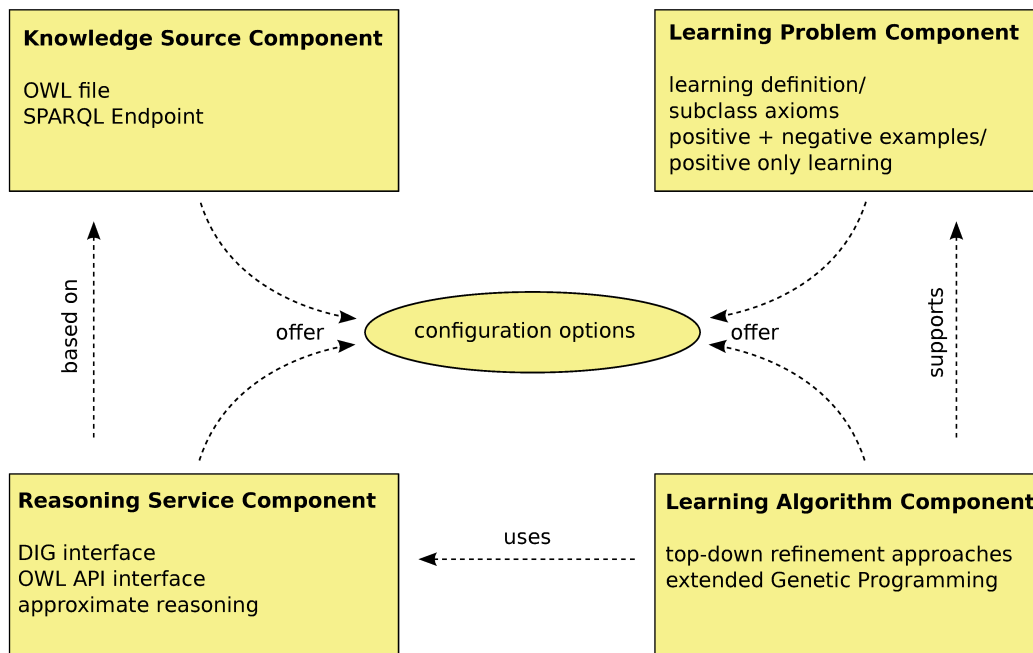 Knowledge Source Component
OWL file
SPARQL Endpoint
Learning Problem Component
learning definition/
subclass axioms
positive + negative examples/
positive only learning
based on
offer
configuration options
offer
supports
Reasoning Service Component
DIG interface
OWL API interface
approximate reasoning
uses
Learning Algorithm Component
top-down refinement approaches
extended Genetic Programming